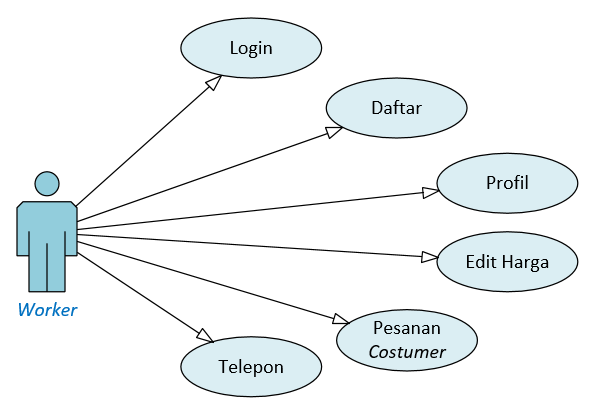 Login
Daftar
Profil
Edit Harga
Pesanan
Costumer
Telepon
Worker